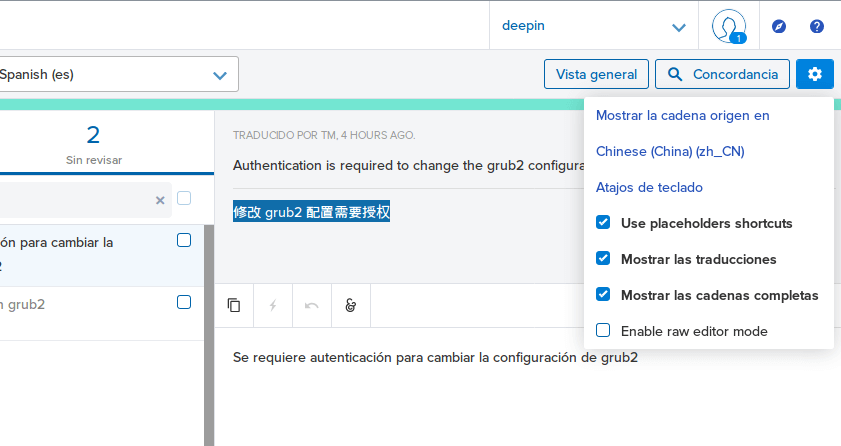 deepin
1
Spanish (es)
Vista general
Concordancia
2
Sin revisar
TRADUCIDO POR TM, 4 HOURS AGO.
Authentication is required to change the grub2 configura
修改 grub2 配置需要授权
ón para cambiar la
2
n grub2
Se requiere autenticación para cambiar la configuración de grub2
Mostrar la cadena origen en
Chinese (China) (zh_CN)
Atajos de teclado
Use placeholders shortcuts
Mostrar las traducciones
Mostrar las cadenas completas
Enable raw editor mode